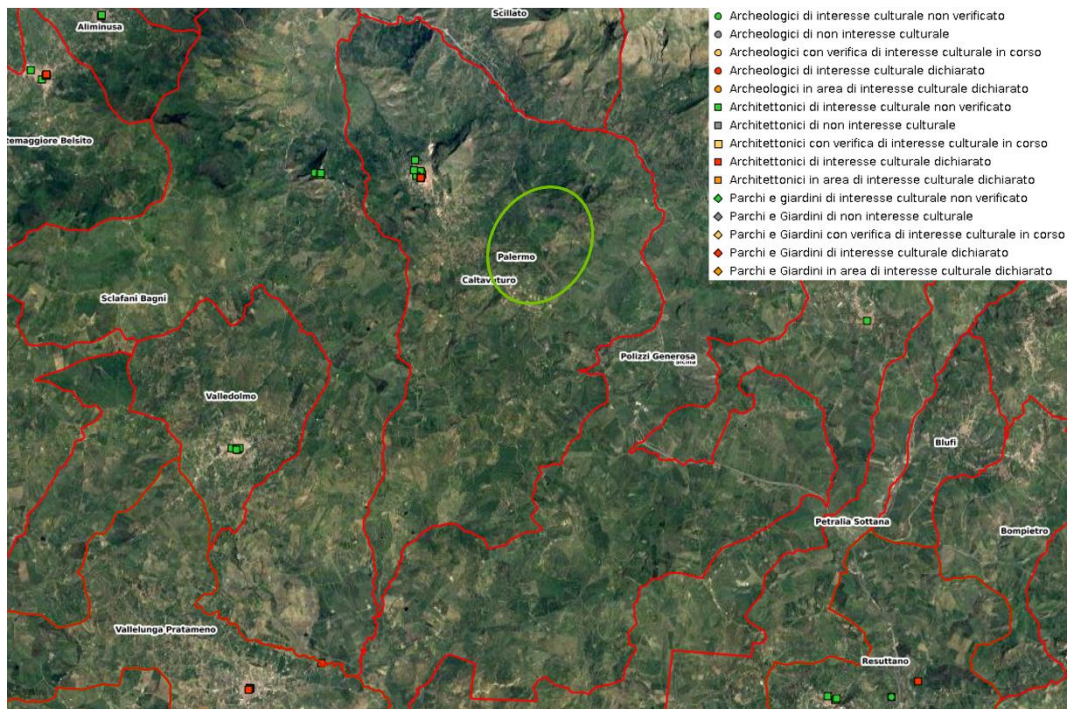 Scillato
Aliminusa
temaggiore Belsito
Palermo
Caltavuturo
Sclafani Bagni
Polizzi Generosa
Sicilia
Valledolmo
Blufi
Petralia Sottana
Bompietro
Vallelunga Pratameno
Resuttano
Archeologici di interesse culturale non verificato
Archeologici di non interesse culturale
Archeologici con verifica di interesse culturale in corso
Archeologici di interesse culturale dichiarato
Archeologici in area di interesse culturale dichiarato
Architettonici di interesse culturale non verificato
Architettonici di non interesse culturale
Architettonici con verifica di interesse culturale in corso
Architettonici di interesse culturale dichiarato
Architettonici in area di interesse culturale dichiarato
Parchi e giardini di interesse culturale non verificato
Parchi e Giardini di non interesse culturale
Parchi e Giardini con verifica di interesse culturale in corso
Parchi e Giardini di interesse culturale dichiarato
Parchi e Giardini in area di interesse culturale dichiarato